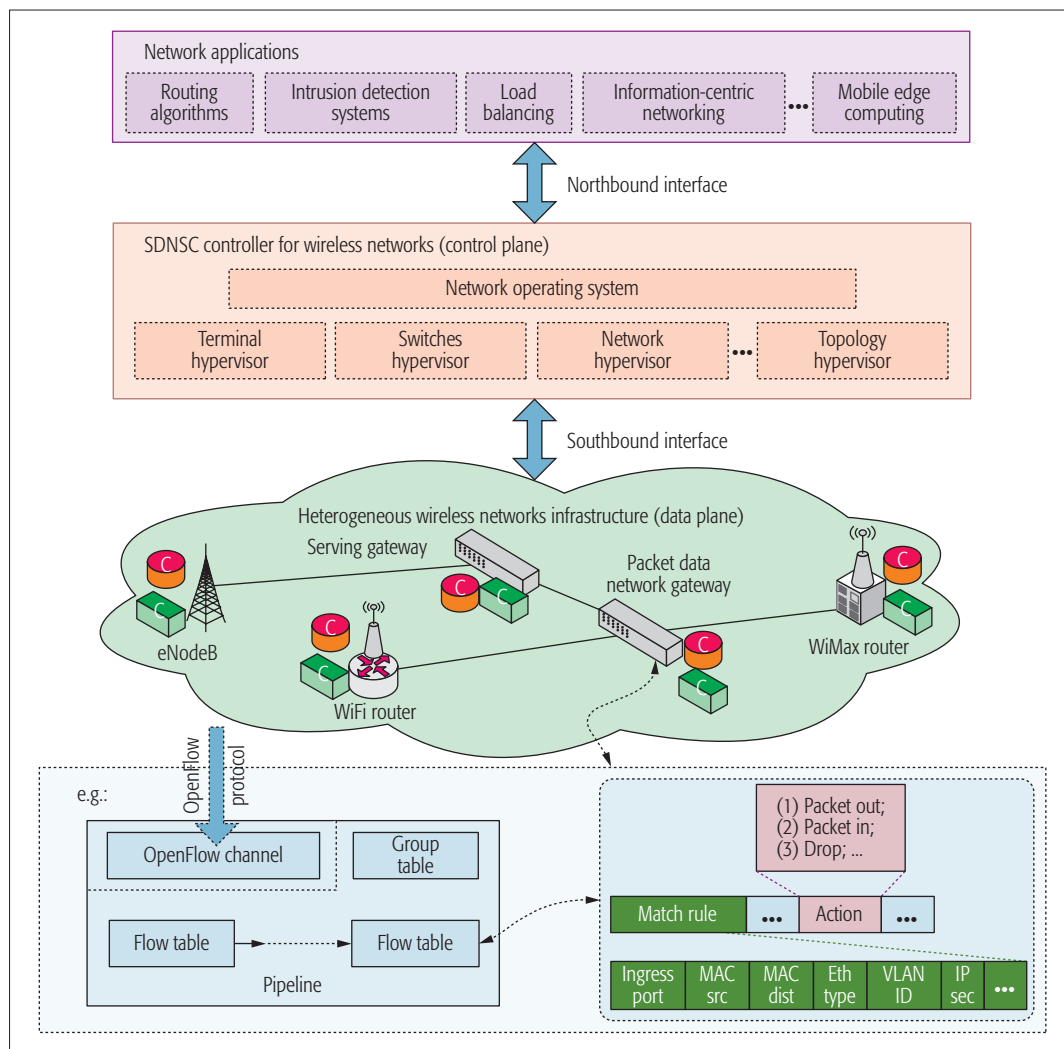 Network applications
Routing
algorithms
Intrusion detection
systems
Load
balancing
Information-centric
networking
...
Mobile edge
computing
Northbound interface
SDNSC controller for wireless networks (control plane)
Network operating system
Terminal
hypervisor
Switches
hypervisor
Network
hypervisor
...
Topology
hypervisor
Southbound interface
Heterogeneous wireless networks infrastructure (data plane)
Serving gateway
Packet data
network gateway
C
C
eNodeB
C
C
C
C
WiFi router
C
C
C
C
WiMax router
OpenFlow
protocol
e.g.:
OpenFlow channel
Group
table
Flow table
Flow table
Pipeline
(1) Packet out;
(2) Packet in;
(3) Drop; ...
Match rule
...
Action
...
Ingress
port
MAC
src
MAC
dist
Eth
type
VLAN
ID
IP
sec
...